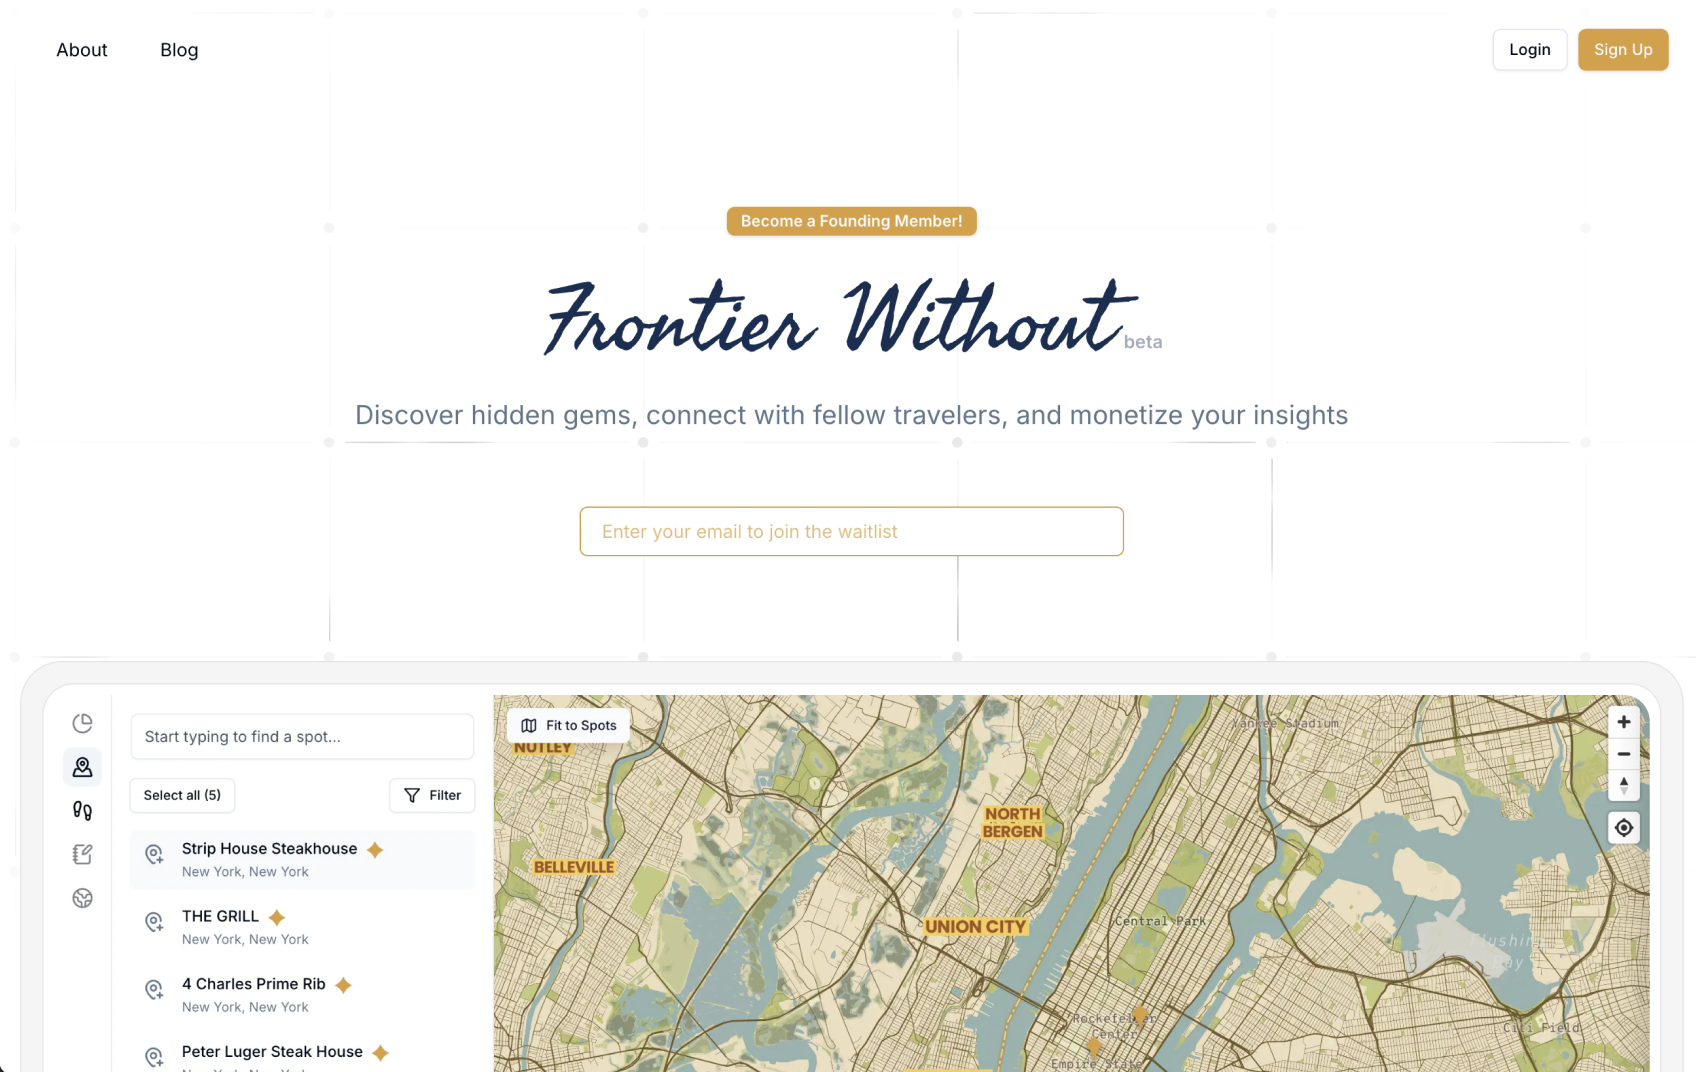 About
Blog
Login
Sign Up
Become a Founding Member!
Frontier Without
beta
Discover hidden gems, connect with fellow travelers, and monetize your insights
Enter your email to join the waitlist
Start typing to find a spot...
Select all (5)
Filter
Strip House Steakhouse
New York, New York
THE GRILL
New York, New York
4 Charles Prime Rib
New York, New York
Peter Luger Steak House
Fit to Spots
NUTLEY
Yankee Stadium
NORTH
BERGEN
BELLEVILLE
UNION CITY
Central Park
Flushing
Bay
Rockefeller
Center
Citi Field
Empire State